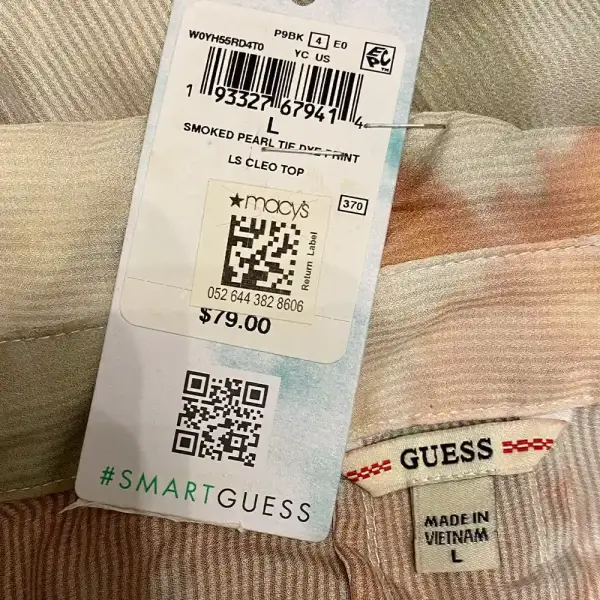 W0YH55RD4T0
P9BK 4 E0
YC US
EPC™
1 93327 67941 4
L
SMOKED PEARL TIE DYE PRINT
LS CLEO TOP
370
★macy's
Return Label
052 644 382 8606
$79.00
#SMARTGUESS
GUESS
MADE IN
VIETNAM
L